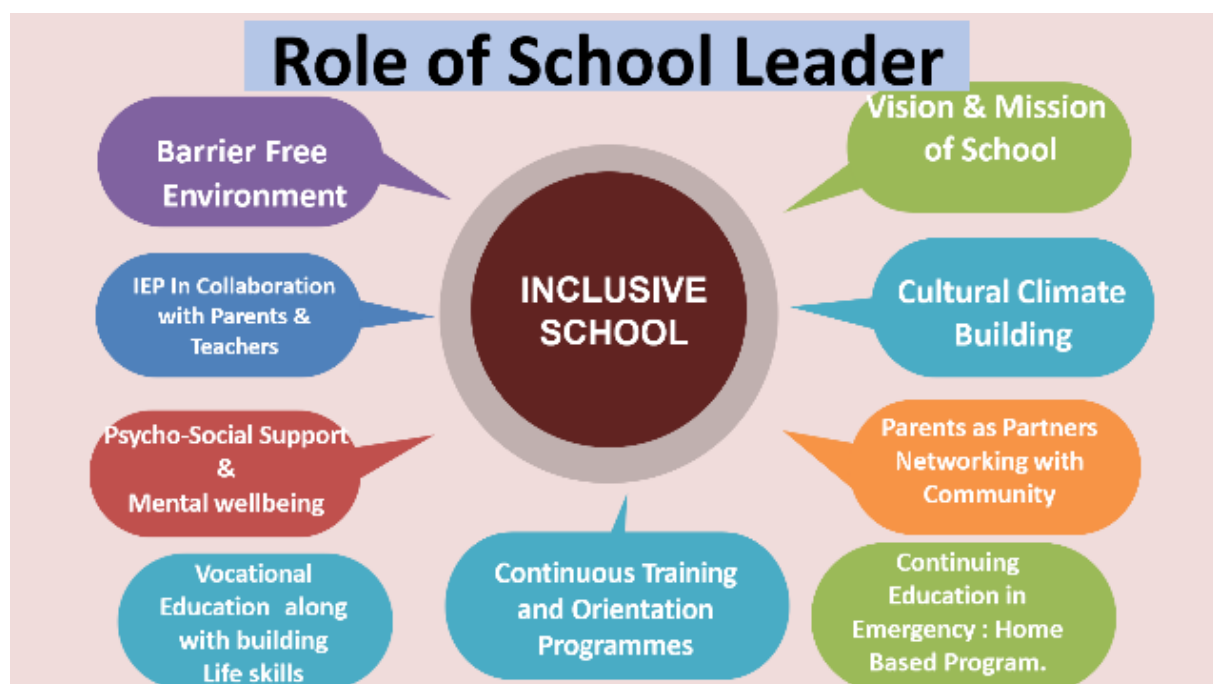 Role of School Leader
Barrier Free
Environment
Vision & Mission
of School
IEP In Collaboration
with Parents &
Teachers
INCLUSIVE
SCHOOL
Cultural Climate
Building
Psycho-Social Support
&
Mental wellbeing
Parents as Partners
Networking with
Community
Vocational
Education along
with building
Life skills
Continuous Training
and Orientation
Programmes
Continuing
Education in
Emergency : Home
Based Program.